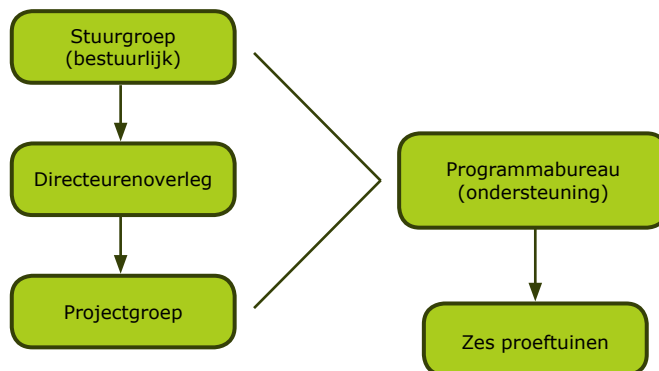 Stuurgroep
(bestuurlijk)
Directeurenoverleg
Projectgroep
Programmabureau
(ondersteuning)
Zes proeftuinen